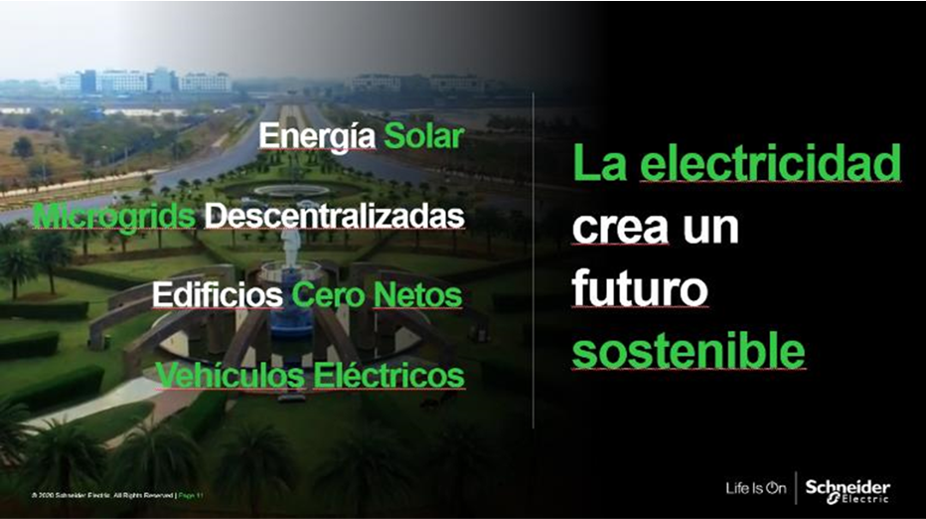 Energía Solar
Microgrids Descentralizadas
Edificios Cero Netos
Vehículos Eléctricos
La electricidad
crea un
futuro
sostenible
© 2020 Schneider Electric, All Rights Reserved | Page 11
Life Is On
Schneider
Electric